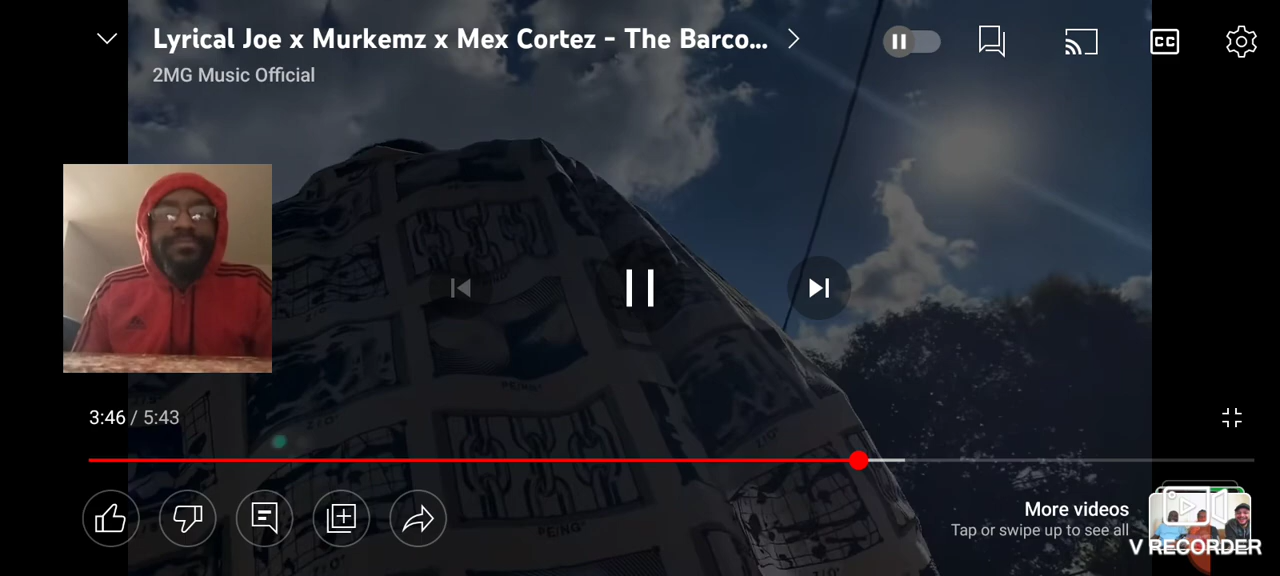 Lyrical Joe x Murkemz x Mex Cortez - The Barco...
2MG Music Official
CC
3:46 / 5:43
More videos
Tap or swipe up to see all
V RECORDER